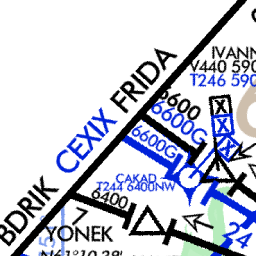 IVANN
V440 590
T246 590
BDRIK CEXIX FRIDA
6600
6600G
6600G
X
X
X
CAKAD
T244 6400NW
6400
7
24
YONEK